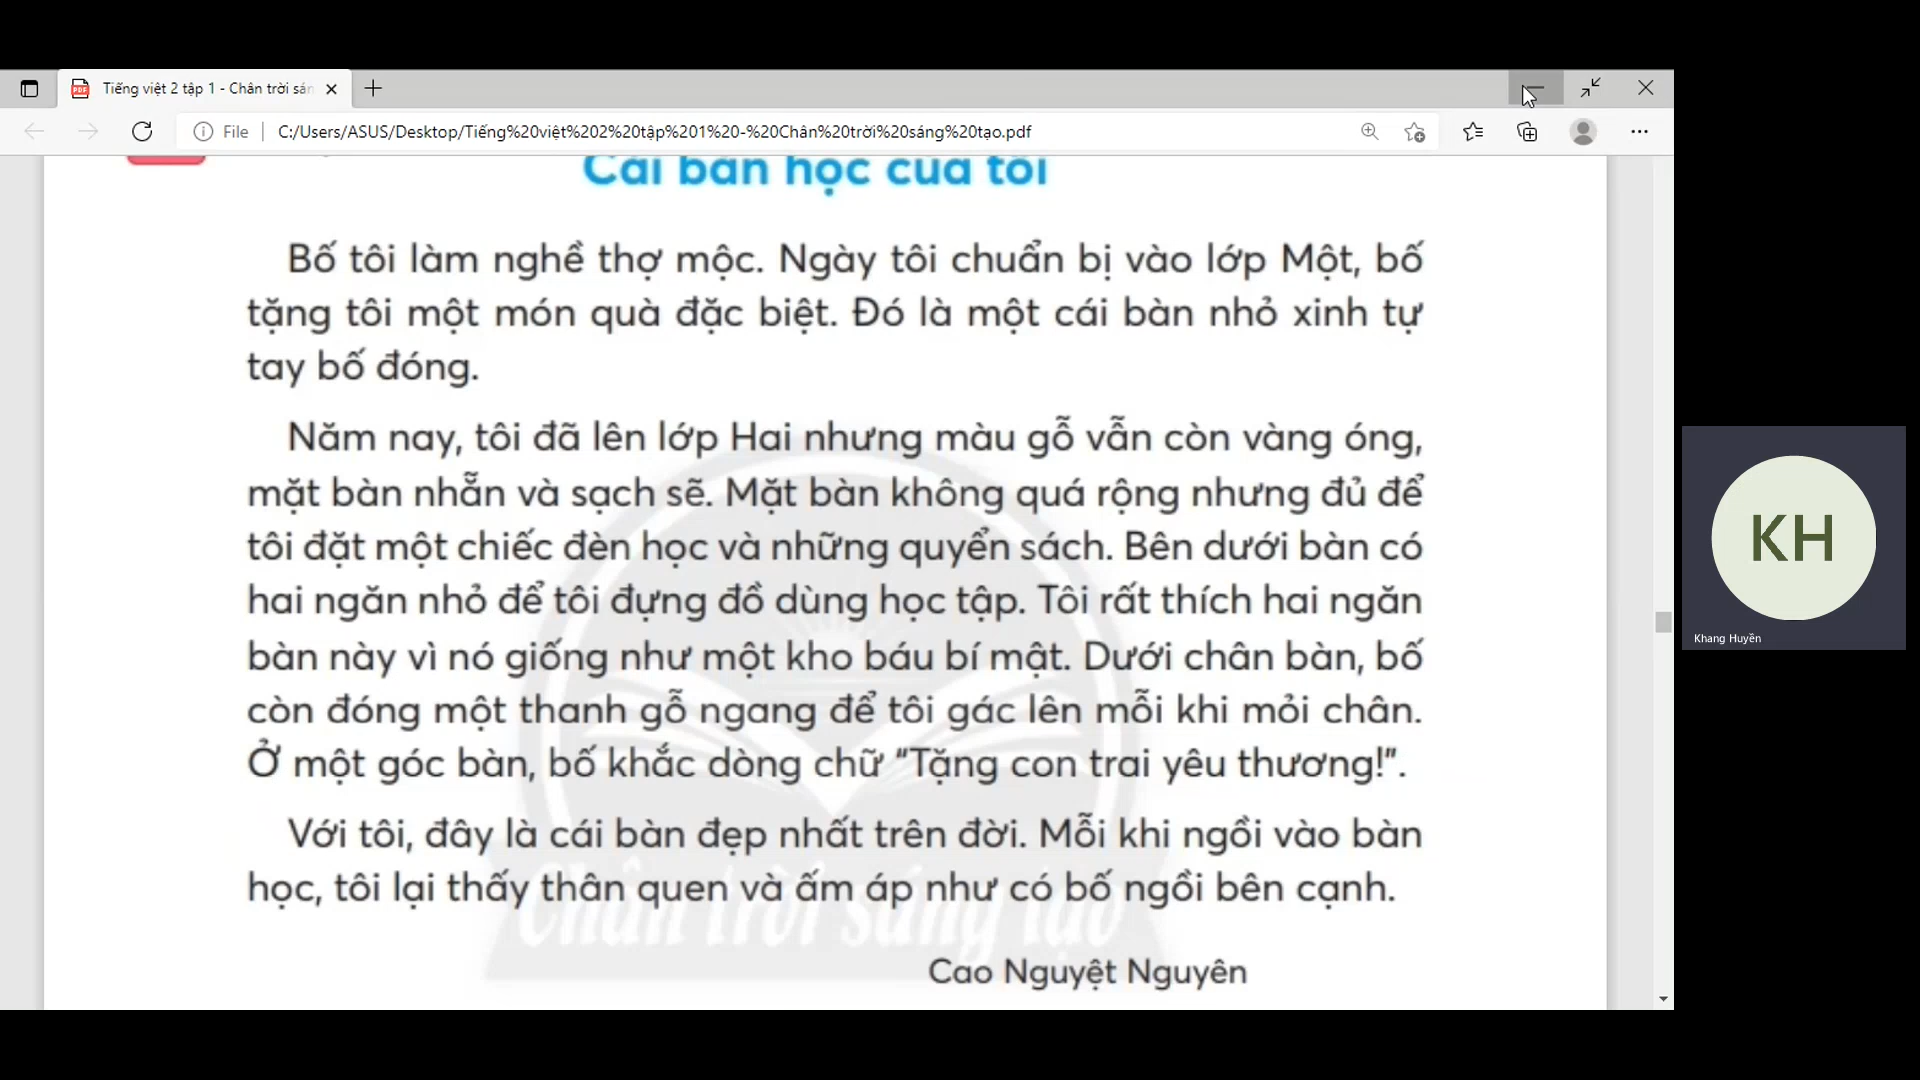 Tiếng việt 2 tập 1 - Chân trời sán
File
C:/Users/ASUS/Desktop/Tiếng%20việt%202%20tập%201%20-%20Chân%20trời%20sáng%20tạo.pdf
Cái bàn học của tôi
Bố tôi làm nghề thợ mộc. Ngày tôi chuẩn bị vào lớp Một, bố
tặng tôi một món quà đặc biệt. Đó là một cái bàn nhỏ xinh tự
tay bố đóng.
Năm nay, tôi đã lên lớp Hai nhưng màu gỗ vẫn còn vàng óng,
mặt bàn nhẵn và sạch sẽ. Mặt bàn không quá rộng nhưng đủ để
tôi đặt một chiếc đèn học và những quyển sách. Bên dưới bàn có
hai ngăn nhỏ để tôi đựng đồ dùng học tập. Tôi rất thích hai ngăn
bàn này vì nó giống như một kho báu bí mật. Dưới chân bàn, bố
còn đóng một thanh gỗ ngang để tôi gác lên mỗi khi mỏi chân.
Ở một góc bàn, bố khắc dòng chữ “Tặng con trai yêu thương!”.
Với tôi, đây là cái bàn đẹp nhất trên đời. Mỗi khi ngồi vào bàn
học, tôi lại thấy thân quen và ấm áp như có bố ngồi bên cạnh.
Chân trời sáng tạo
Cao Nguyệt Nguyên
KH
Khang Huyền